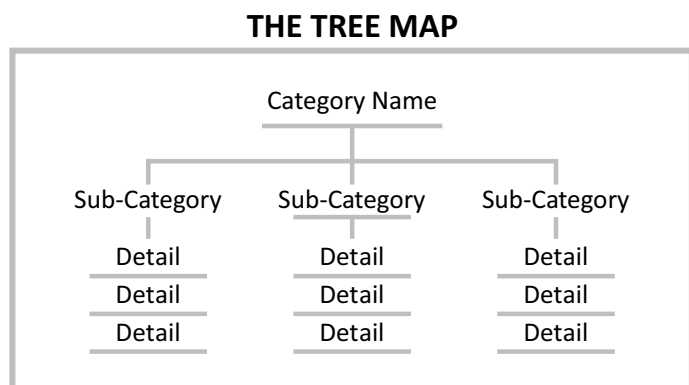 THE TREE MAP
Category Name
Sub-Category Sub-Category Sub-Category
Detail Detail Detail
Detail Detail Detail
Detail Detail Detail